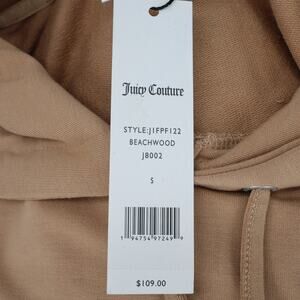 Juicy Couture
STYLE:J1FPF122
BEACHWOOD
J8002
S
1 94754 97249 9
$109.00